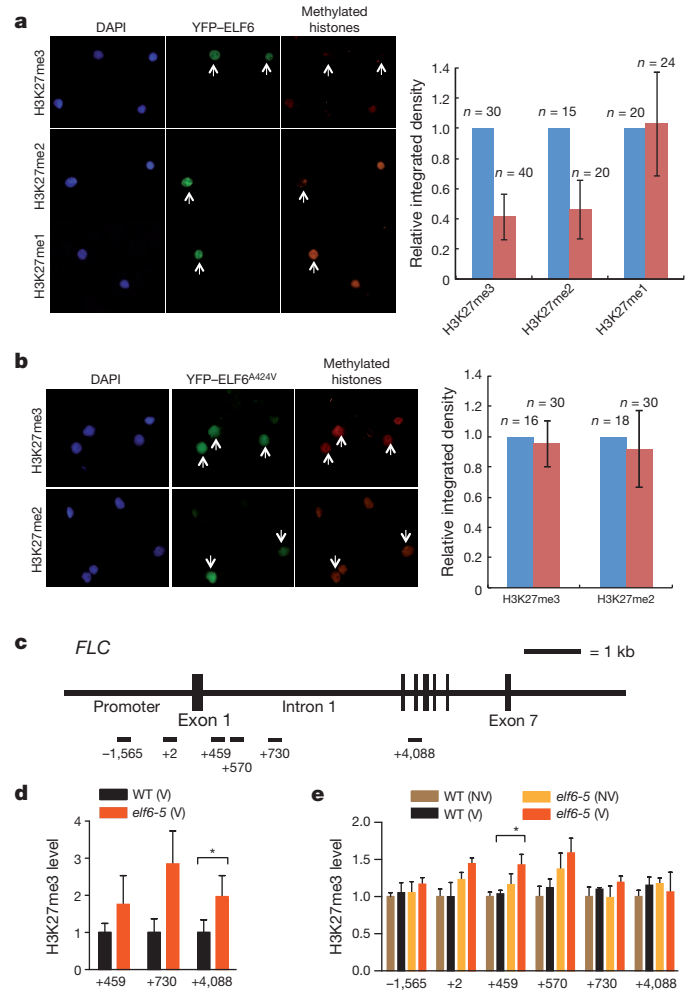 a
DAPI
YFP–ELF6
Methylated
histones
H3K27me3
H3K27me2
H3K27me1
Relative integrated density
1.4
1.2
1.0
0.8
0.6
0.4
0.2
0
n = 30
n = 40
n = 15
n = 20
n = 20
n = 24
H3K27me3
H3K27me2
H3K27me1
b
DAPI
YFP–ELF6A424V
Methylated
histones
H3K27me3
H3K27me2
Relative integrated density
1.4
1.2
1.0
0.8
0.6
0.4
0.2
0
n = 16
n = 30
n = 18
n = 30
H3K27me3
H3K27me2
c
FLC
= 1 kb
Promoter
Exon 1
Intron 1
Exon 7
−1,565
+2
+459
+570
+730
+4,088
d
WT (V)
elf6-5 (V)
H3K27me3 level
4
3
2
1
0
*
+459
+730
+4,088
e
WT (NV)
WT (V)
elf6-5 (NV)
elf6-5 (V)
H3K27me3 level
2.0
1.5
1.0
0.5
0
*
−1,565
+2
+459
+570
+730
+4,088